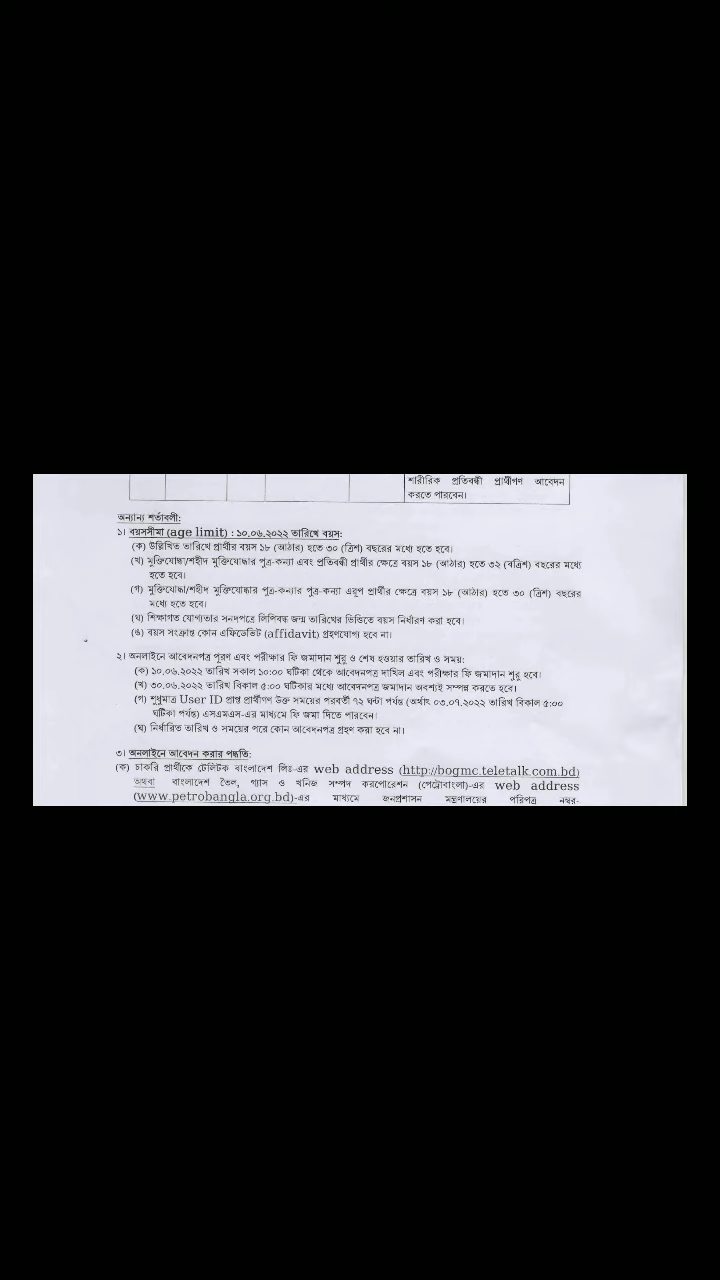 শারীরিক প্রতিবন্ধী প্রার্থীগণ আবেদন
করতে পারবেন।
অন্যান্য শর্তাবলী:
১। বয়সসীমা (age limit) : ১০.০৬.২০২২ তারিখে বয়স:
(ক) উল্লিখিত তারিখে প্রার্থীর বয়স ১৮ (আঠার) হতে ৩০ (ত্রিশ) বছরের মধ্যে হতে হবে।
(খ) মুক্তিযোদ্ধা/শহীদ মুক্তিযোদ্ধার পুত্র-কন্যা এবং প্রতিবন্ধী প্রার্থীর ক্ষেত্রে বয়স ১৮ (আঠার) হতে ৩২ (বত্রিশ) বছরের মধ্যে
হতে হবে।
(গ) মুক্তিযোদ্ধা/শহীদ মুক্তিযোদ্ধার পুত্র-কন্যার পুত্র-কন্যা এরূপ প্রার্থীর ক্ষেত্রে বয়স ১৮ (আঠার) হতে ৩০ (ত্রিশ) বছরের
মধ্যে হতে হবে।
(ঘ) শিক্ষাগত যোগ্যতার সনদপত্রে লিপিবদ্ধ জন্ম তারিখের ভিত্তিতে বয়স নির্ধারণ করা হবে।
(ঙ) বয়স সংক্রান্ত কোন এফিডেভিট (affidavit) গ্রহণযোগ্য হবে না।
২। অনলাইনে আবেদনপত্র পূরণ এবং পরীক্ষার ফি জমাদান শুরু ও শেষ হওয়ার তারিখ ও সময়:
(ক) ১০.০৬.২০২২ তারিখ সকাল ১০:০০ ঘটিকা থেকে আবেদনপত্র দাখিল এবং পরীক্ষার ফি জমাদান শুরু হবে।
(খ) ৩০.০৬.২০২২ তারিখ বিকাল ৫:০০ ঘটিকার মধ্যে আবেদনপত্র জমাদান অবশ্যই সম্পন্ন করতে হবে।
(গ) শুধুমাত্র User ID প্রাপ্ত প্রার্থীগণ উক্ত সময়ের পরবর্তী ৭২ ঘন্টা পর্যন্ত (অর্থাৎ ০৩.০৭.২০২২ তারিখ বিকাল ৫:০০
ঘটিকা পর্যন্ত) এসএমএস-এর মাধ্যমে ফি জমা দিতে পারবেন।
(ঘ) নির্ধারিত তারিখ ও সময়ের পরে কোন আবেদনপত্র গ্রহণ করা হবে না।
৩। অনলাইনে আবেদন করার পদ্ধতি:
(ক) চাকরি প্রার্থীকে টেলিটক বাংলাদেশ লিঃ-এর web address (http://bogmc.teletalk.com.bd)
অথবা বাংলাদেশ তৈল, গ্যাস ও খনিজ সম্পদ করপোরেশন (পেট্রোবাংলা)-এর web address
(www.petrobangla.org.bd)-এর মাধ্যমে জনপ্রশাসন মন্ত্রণালয়ের পরিপত্র নম্বর-